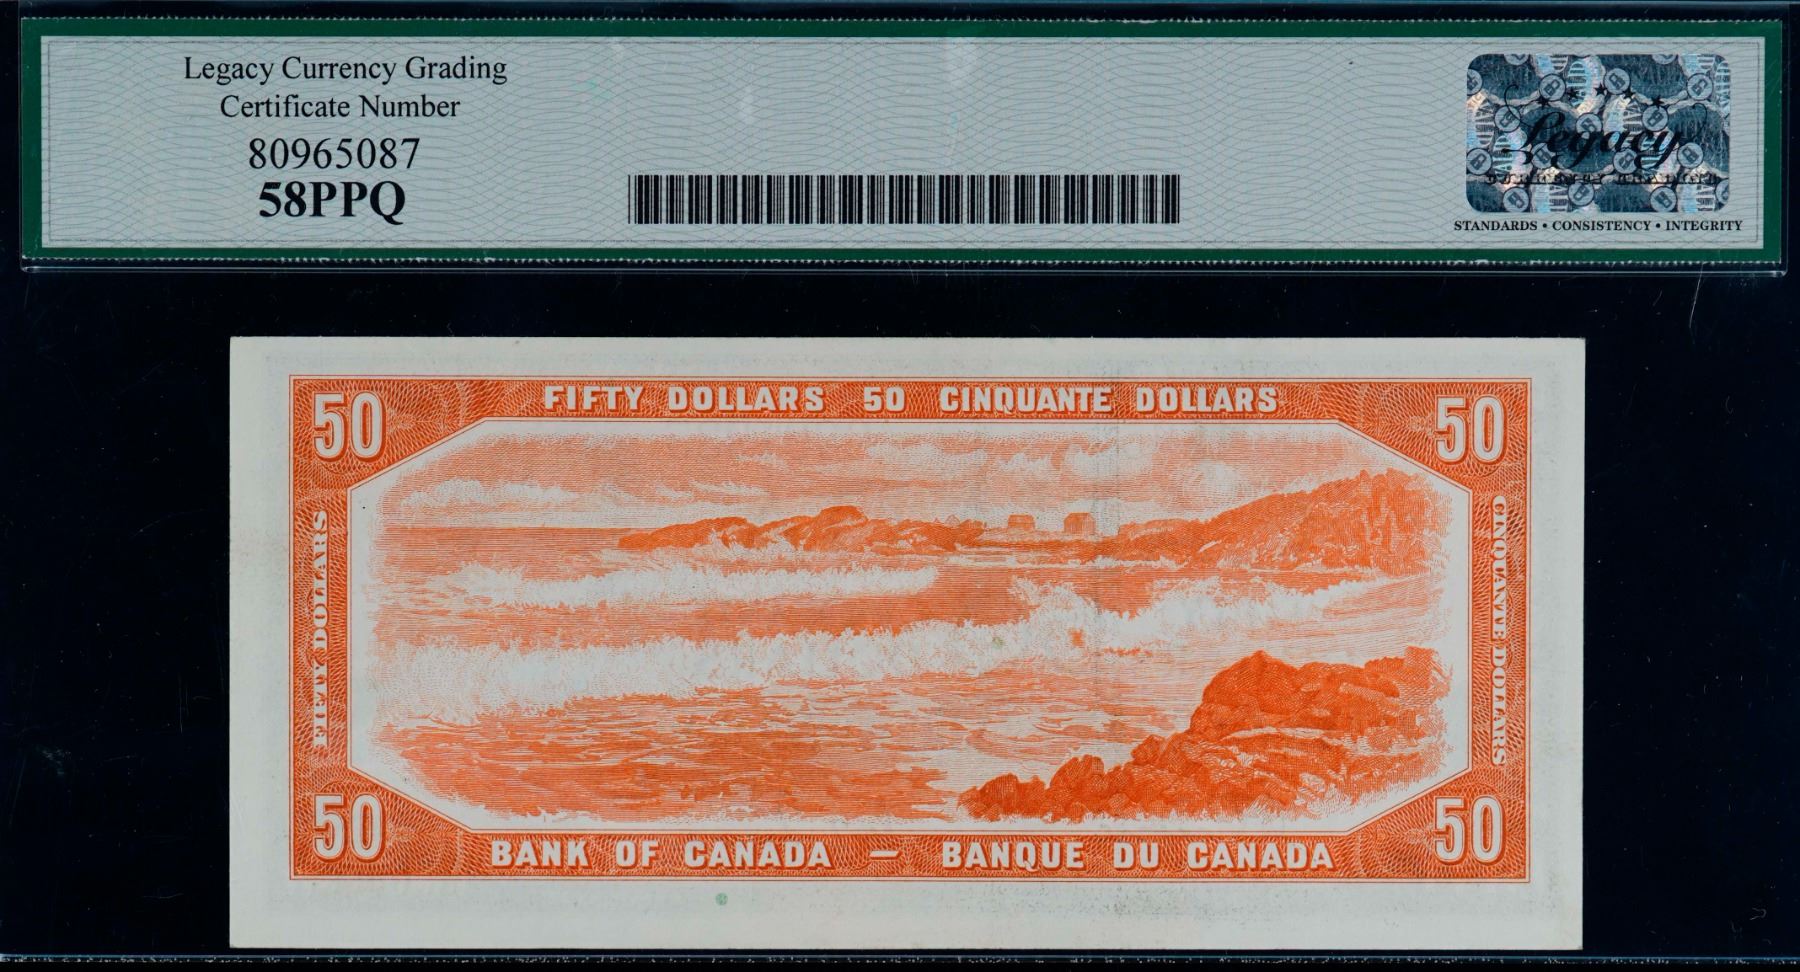 Legacy Currency Grading
Certificate Number
80965087
58PPQ
Legacy
STANDARDS • CONSISTENCY • INTEGRITY
50 FIFTY DOLLARS 50 CINQUANTE DOLLARS 50
FIFTY DOLLARS
CINQUANTE DOLLARS
50 BANK OF CANADA — BANQUE DU CANADA 50